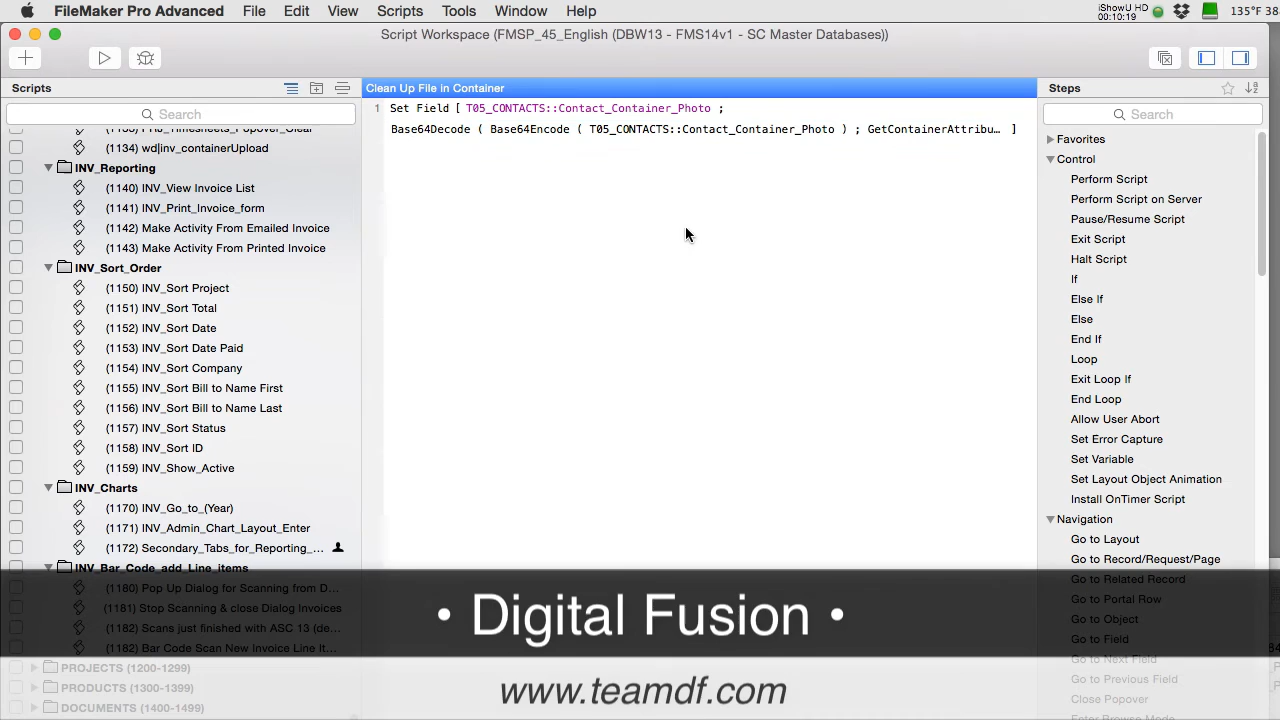 FileMaker Pro Advanced File Edit View Scripts Tools Window Help
iShowU HD
00:10:19
135°F 38
Script Workspace (FMSP_45_English (DBW13 - FMS14v1 - SC Master Databases))
Scripts
Clean Up File in Container
Steps
Search
1 Set Field [ T05_CONTACTS::Contact_Container_Photo ;
Base64Decode ( Base64Encode ( T05_CONTACTS::Contact_Container_Photo ) ; GetContainerAttribu… ]
Search
(1134) wd|inv_containerUpload
INV_Reporting
(1140) INV_View Invoice List
(1141) INV_Print_Invoice_form
(1142) Make Activity From Emailed Invoice
(1143) Make Activity From Printed Invoice
INV_Sort_Order
(1150) INV_Sort Project
(1151) INV_Sort Total
(1152) INV_Sort Date
(1153) INV_Sort Date Paid
(1154) INV_Sort Company
(1155) INV_Sort Bill to Name First
(1156) INV_Sort Bill to Name Last
(1157) INV_Sort Status
(1158) INV_Sort ID
(1159) INV_Show_Active
INV_Charts
(1170) INV_Go_to_(Year)
(1171) INV_Admin_Chart_Layout_Enter
(1172) Secondary_Tabs_for_Reporting_...
INV_Bar_Code_add_Line_items
(1180) Pop Up Dialog for Scanning from D...
(1181) Stop Scanning & close Dialog Invoices
(1182) Scans just finished with ASC 13 (de...
(1182) Bar Code Scan New Invoice Line It...
PROJECTS (1200-1299)
PRODUCTS (1300-1399)
DOCUMENTS (1400-1499)
Favorites
Control
Perform Script
Perform Script on Server
Pause/Resume Script
Exit Script
Halt Script
If
Else If
Else
End If
Loop
Exit Loop If
End Loop
Allow User Abort
Set Error Capture
Set Variable
Set Layout Object Animation
Install OnTimer Script
Navigation
Go to Layout
Go to Record/Request/Page
Go to Related Record
Go to Portal Row
Go to Object
Go to Field
Go to Next Field
Go to Previous Field
Close Popover
Enter Browse Mode
• Digital Fusion •
www.teamdf.com